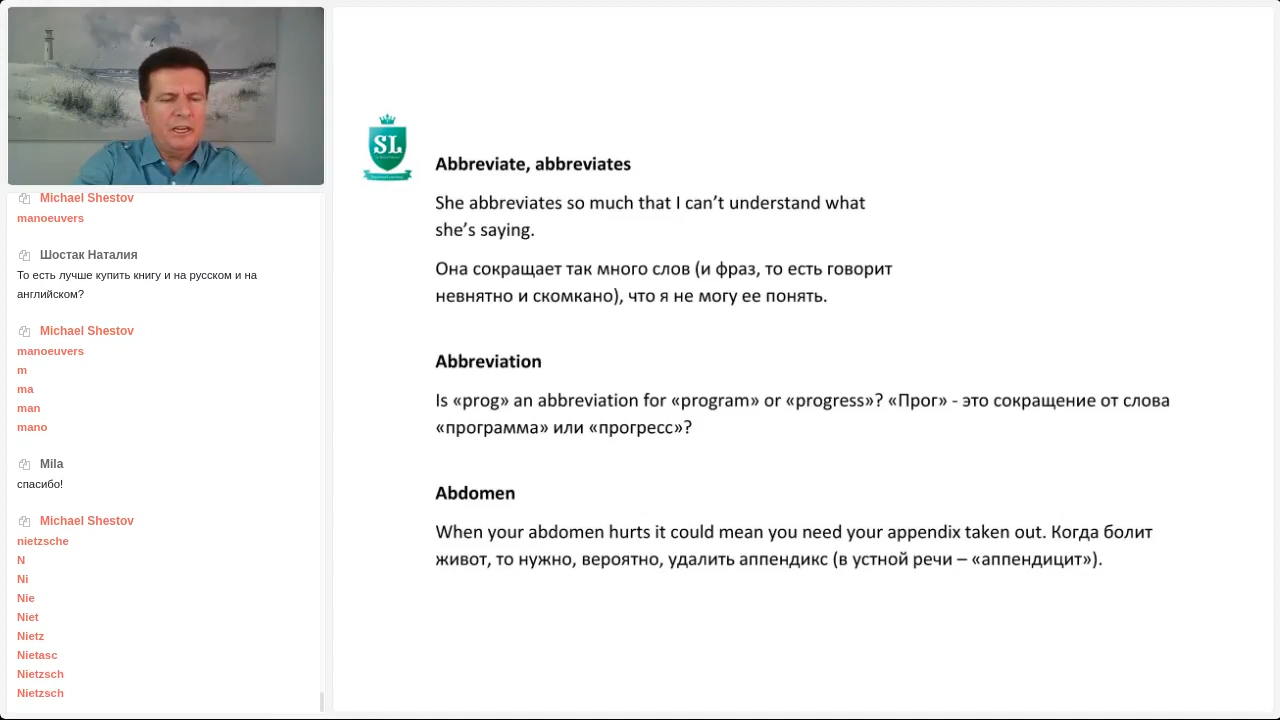 Michael Shestov
manoeuvers
Шостак Наталия
То есть лучше купить книгу и на русском и на
английском?
Michael Shestov
manoeuvers
m
ma
man
mano
Mila
спасибо!
Michael Shestov
nietzsche
N
Ni
Nie
Niet
Nietz
Nietasc
Nietzsch
Nietzsch
SL
Abbreviate, abbreviates
She abbreviates so much that I can’t understand what
she’s saying.
Она сокращает так много слов (и фраз, то есть говорит
невнятно и скомкано), что я не могу ее понять.
Abbreviation
Is «prog» an abbreviation for «program» or «progress»? «Прог» - это сокращение от слова
«программа» или «прогресс»?
Abdomen
When your abdomen hurts it could mean you need your appendix taken out. Когда болит
живот, то нужно, вероятно, удалить аппендикс (в устной речи – «аппендицит»).